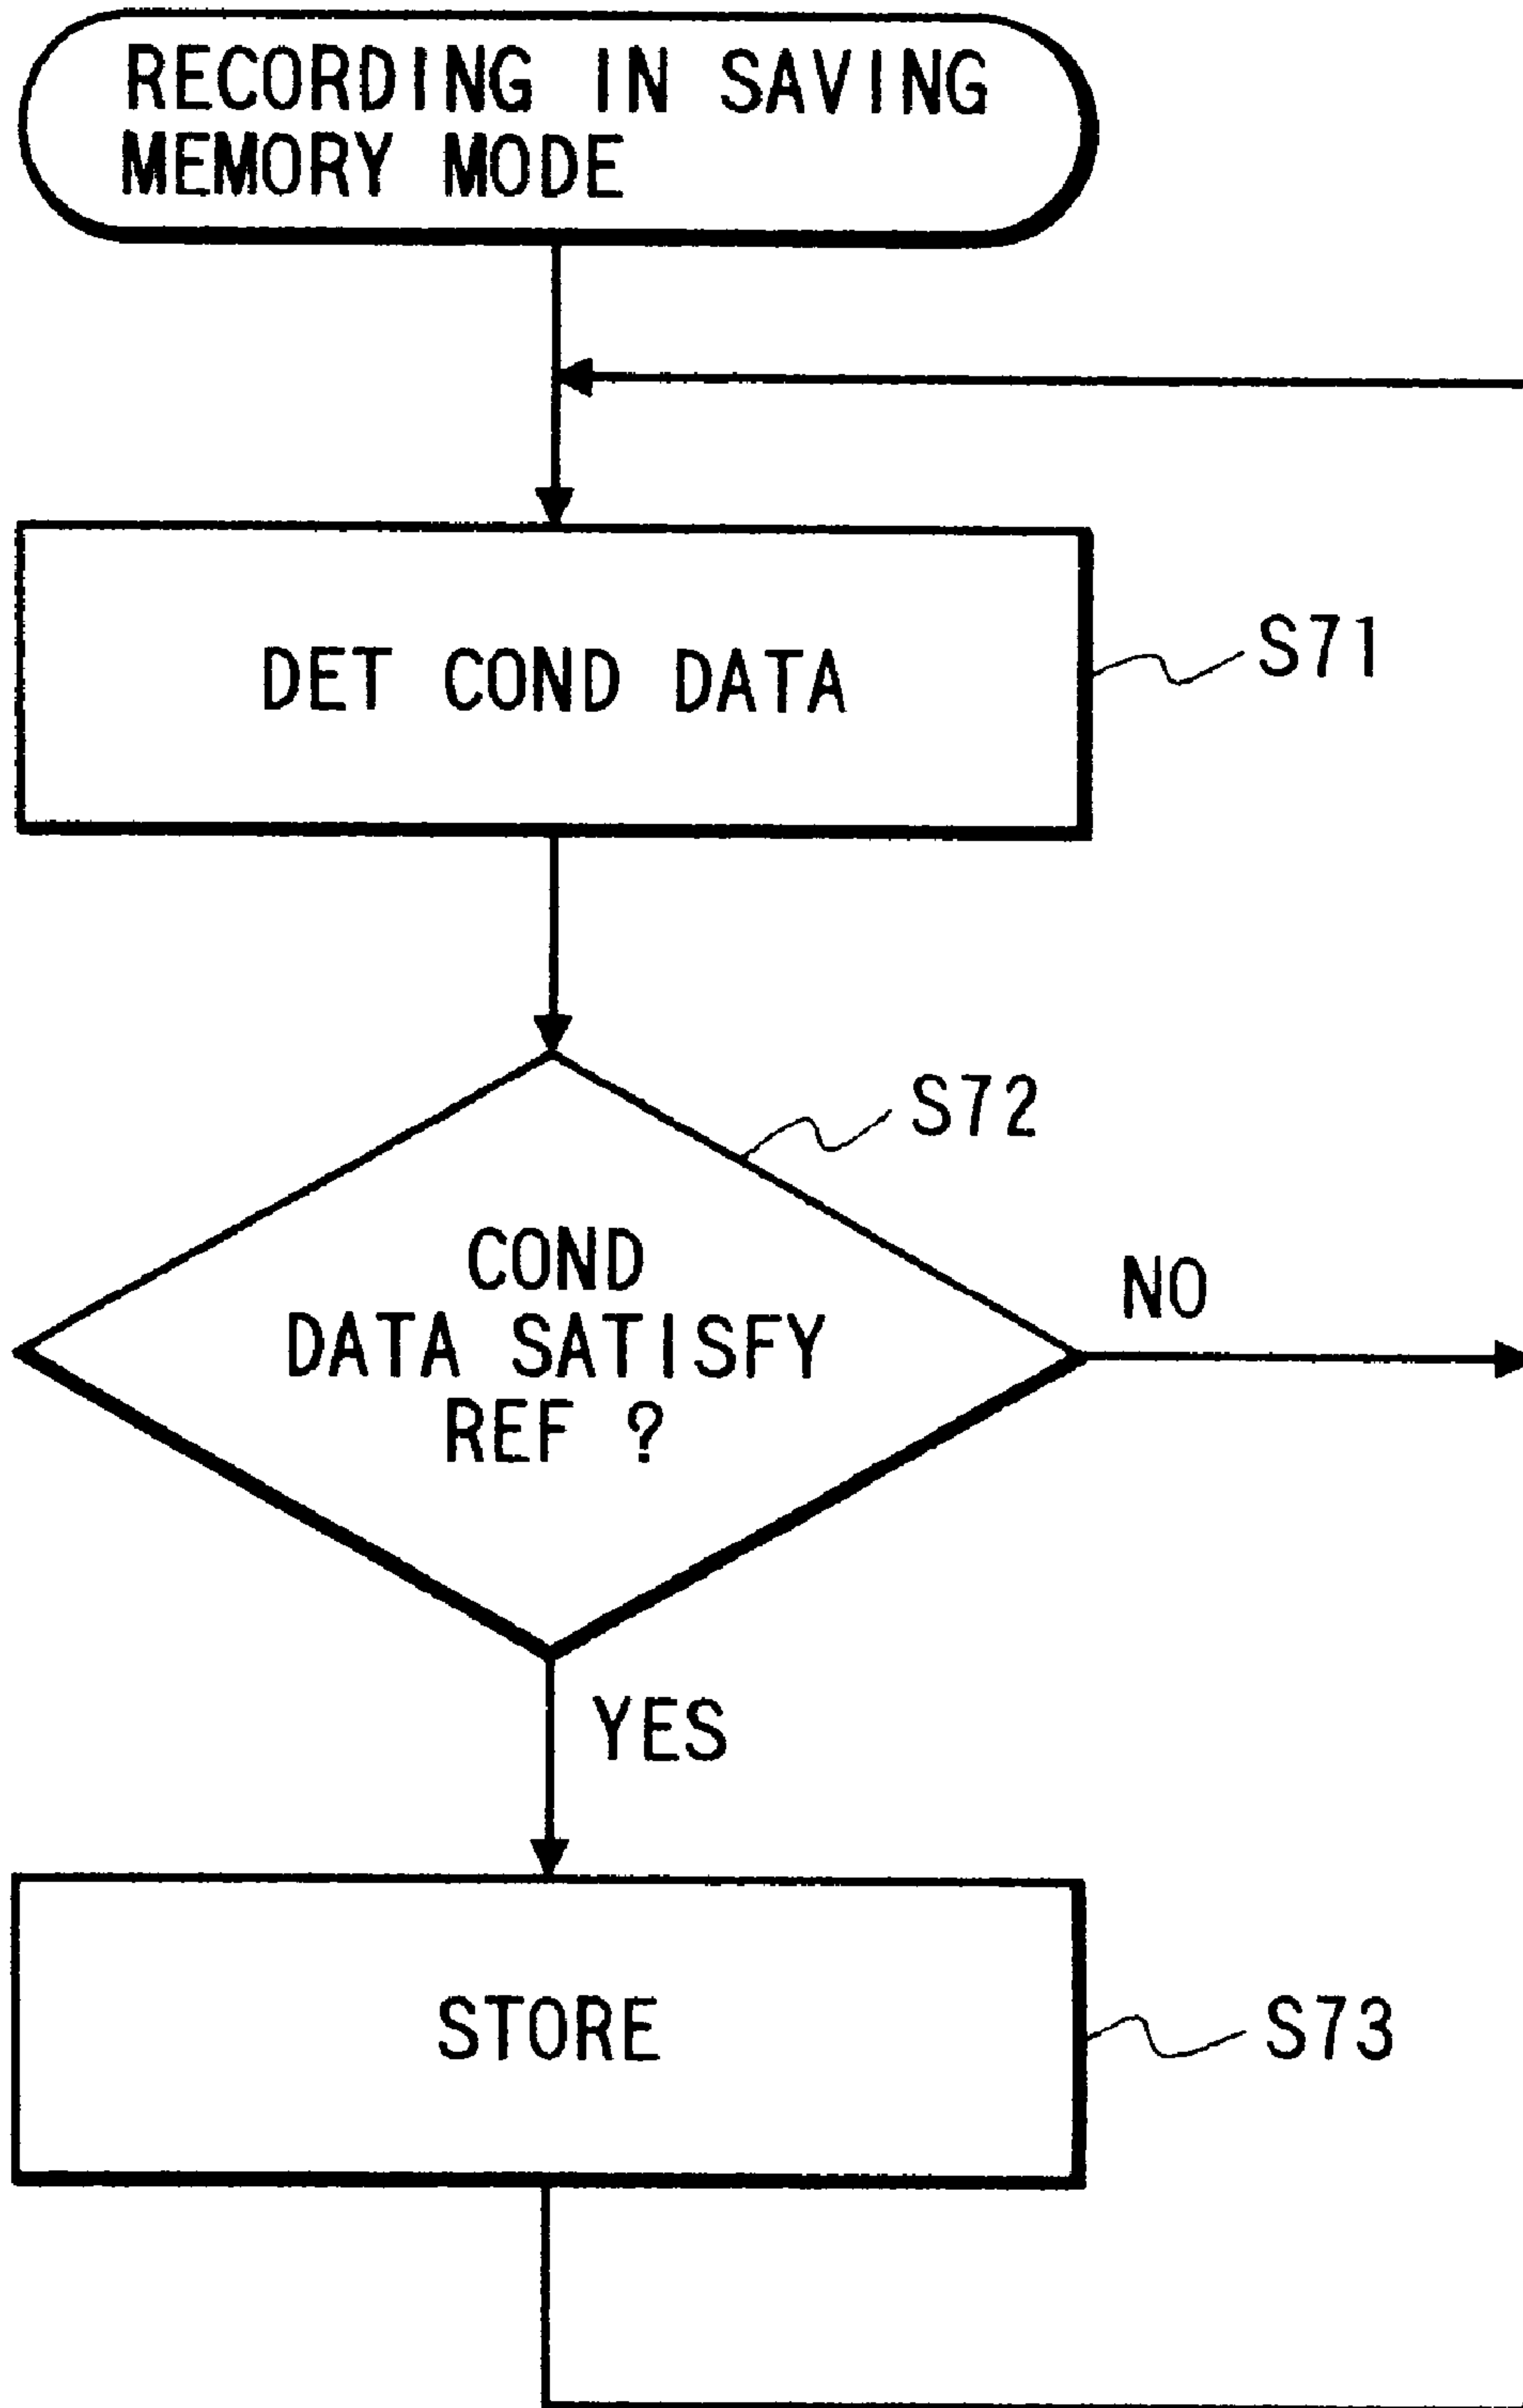 RECORDING IN SAVING
MEMORY MODE
DET COND DATA
S71
S72
COND
DATA SATISFY
REF ?
NO
YES
STORE
S73